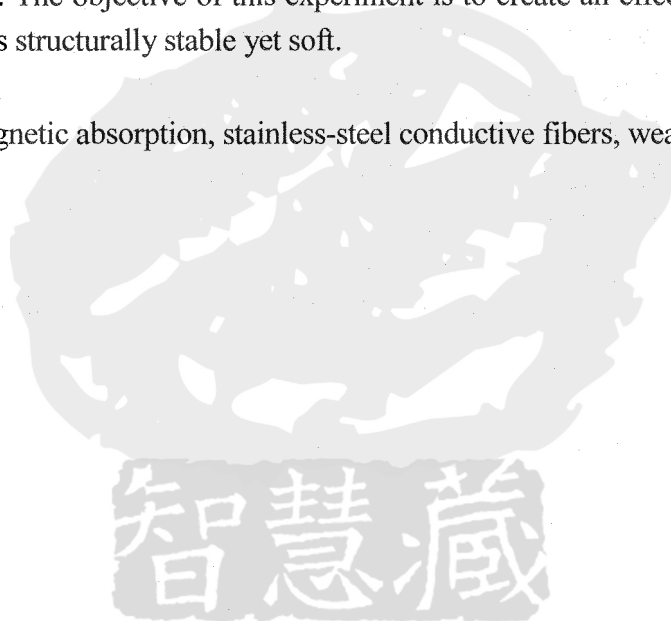 . The objective of this experiment is to create an
s structurally stable yet soft.
gnetic absorption, stainless-steel conductive fibers,
智慧藏